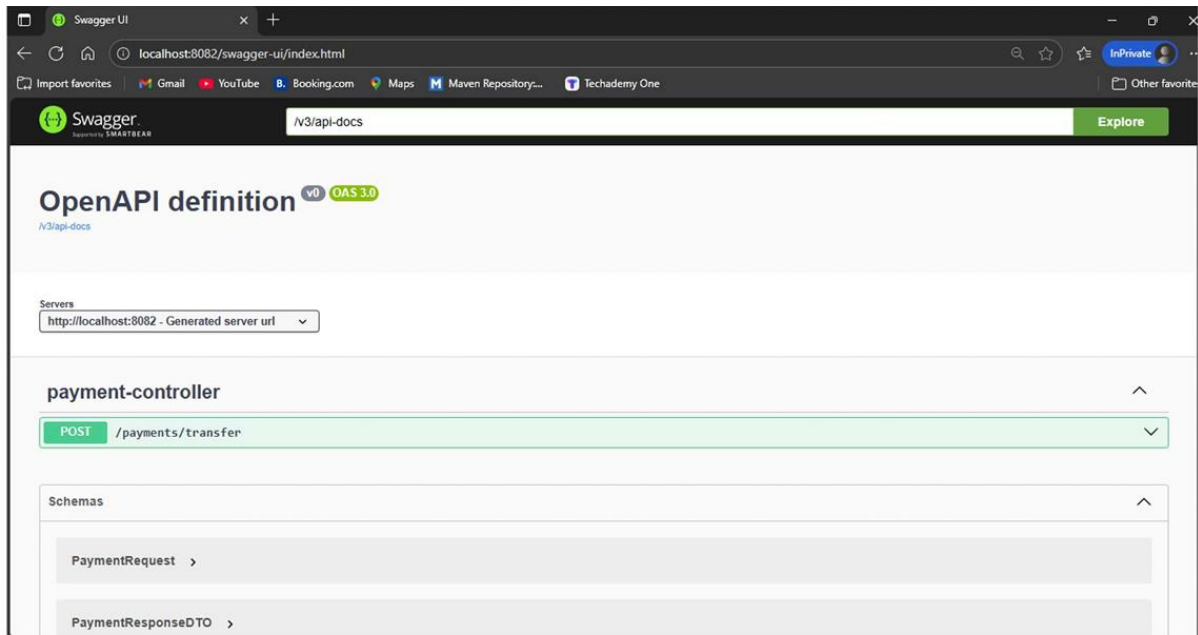 Swagger UI
localhost:8082/swagger-ui/index.html
InPrivate
Import favorites
Gmail
YouTube
B. Booking.com
Maps
M Maven Repository:...
Techademy One
Other favorite
Swagger.
Supported by SMARTBEAR
/v3/api-docs
Explore
OpenAPI definition v0 OAS 3.0
/v3/api-docs
Servers
http://localhost:8082 - Generated server url
payment-controller
POST /payments/transfer
Schemas
PaymentRequest
PaymentResponseDTO